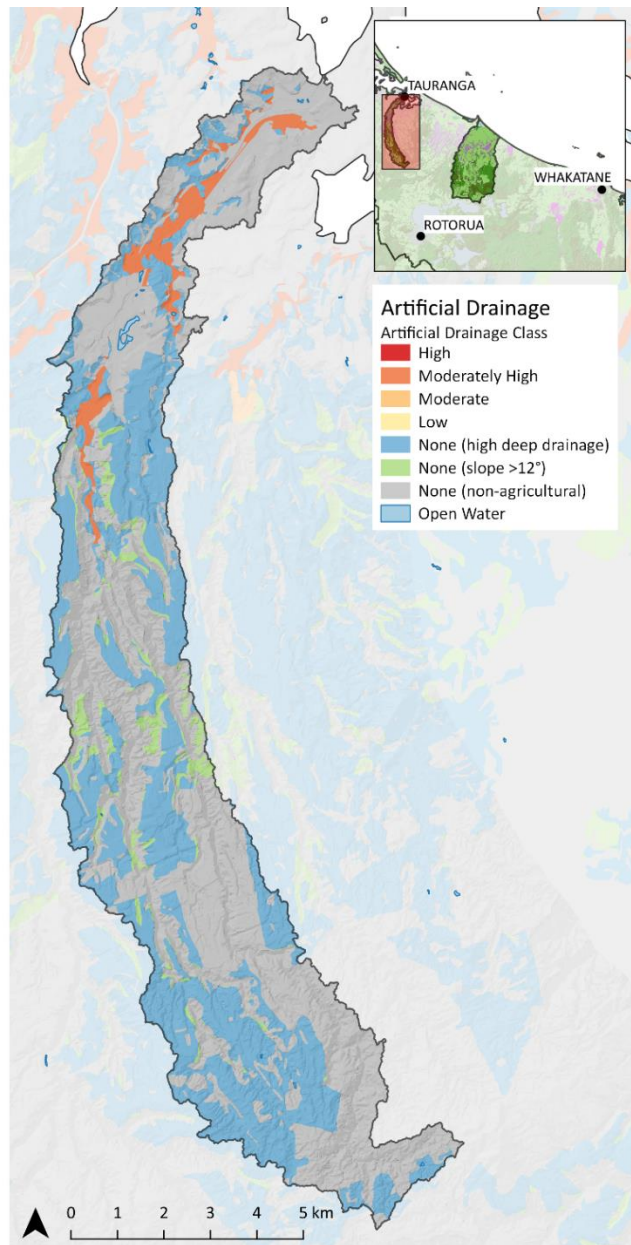 TAURANGA
WHAKATANE
ROTORUA
Artificial Drainage
Artificial Drainage Class
High
Moderately High
Moderate
Low
None (high deep drainage)
None (slope >12°)
None (non-agricultural)
Open Water
0 1 2 3 4 5 km